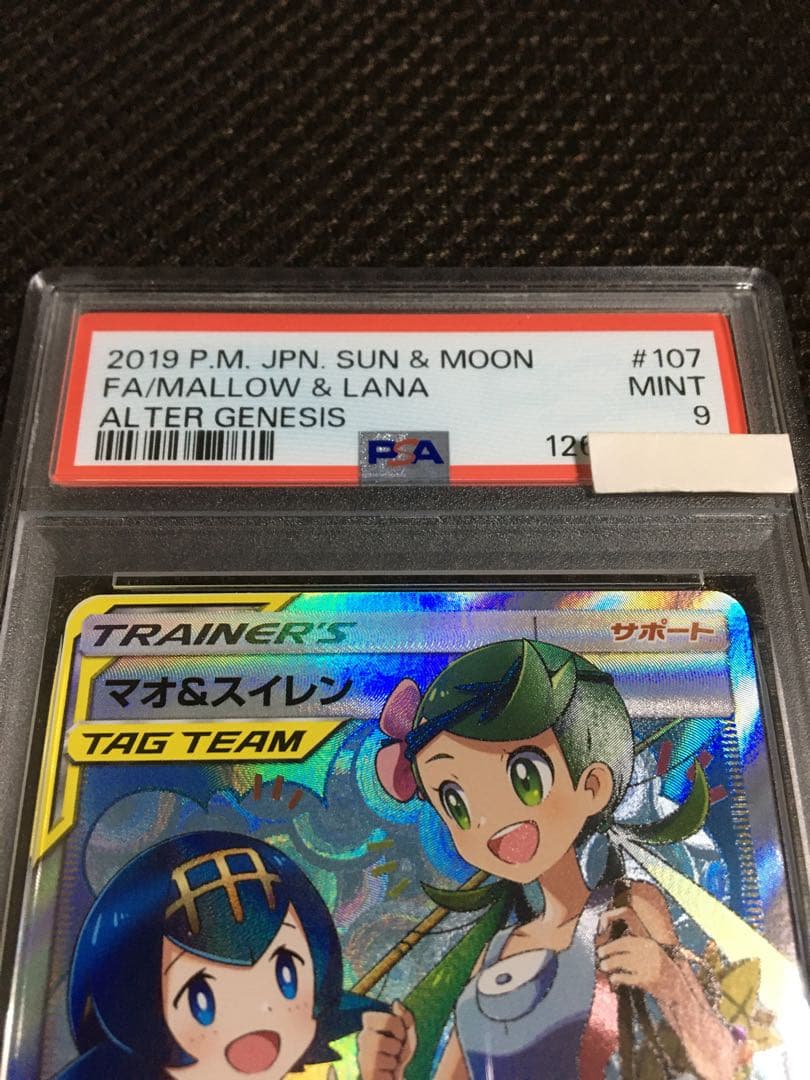 2019 P.M. JPN. SUN & MOON #107
FA/MALLOW & LANA MINT
ALTER GENESIS 9
PSA
TRAINER'S サポート
マオ&スイレン
TAG TEAM